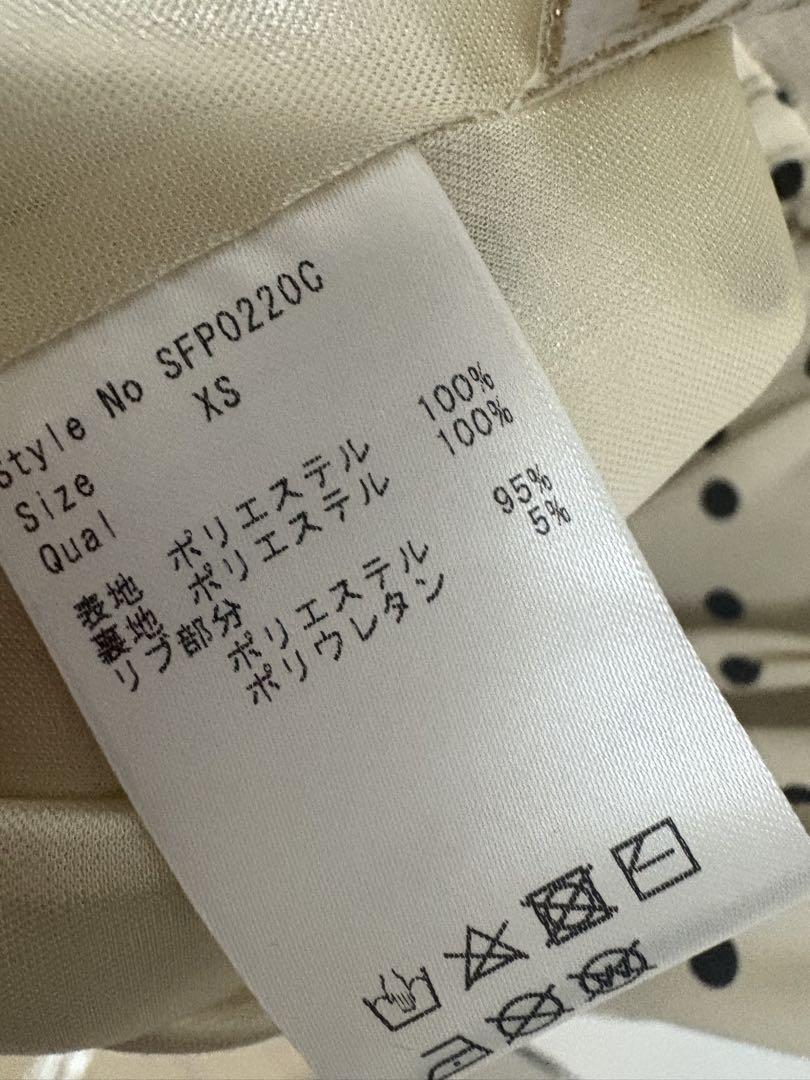 Style No SFP0220G
Size XS
Qual
表地 ポリエステル 100%
裏地 ポリエステル 100%
リブ部分
ポリエステル 95%
ポリウレタン 5%